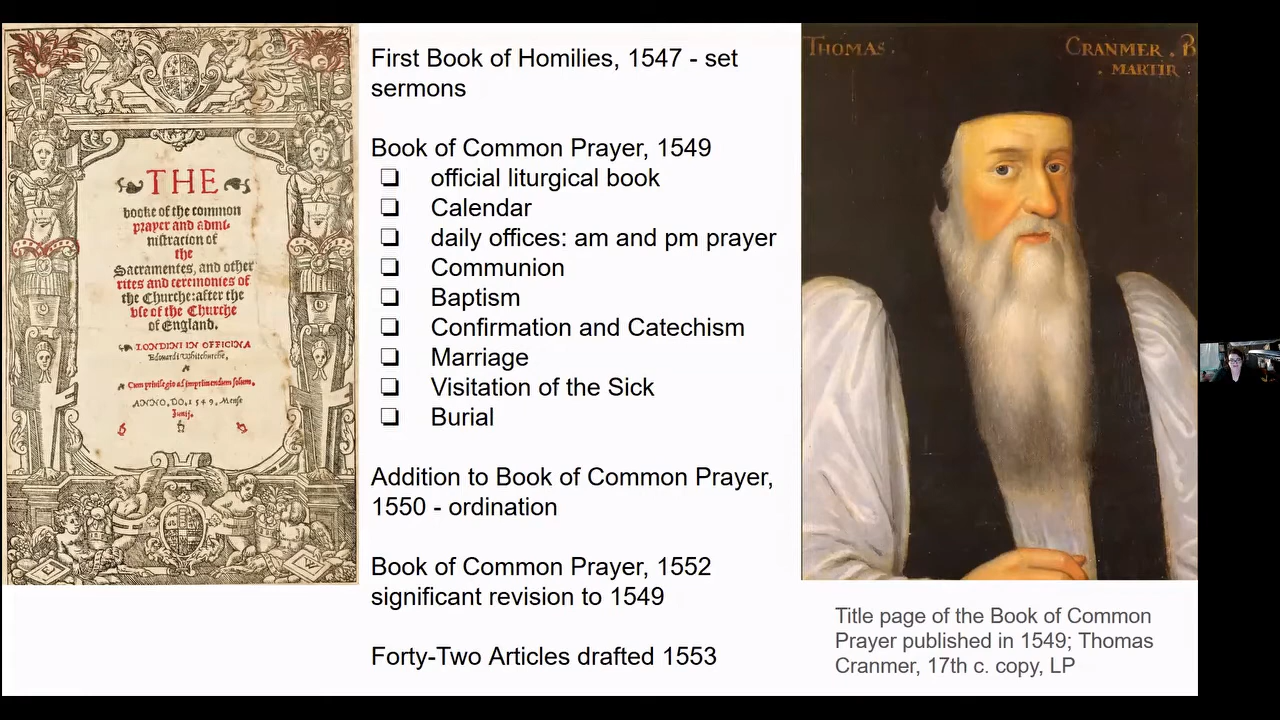 THE
booke of the common
prayer and admi-
nistracion of
the
Sacramentes, and other
rites and ceremonies of
the Churche: after the
vse of the Churche
of England.
LONDINI IN OFFICINA
Edouardi Whitchurche.
Cum priuilegio ad imprimendum solum.
ANNO. DO. 1549. Mense
Junij.
First Book of Homilies, 1547 - set
sermons
Book of Common Prayer, 1549
❏ official liturgical book
❏ Calendar
❏ daily offices: am and pm prayer
❏ Communion
❏ Baptism
❏ Confirmation and Catechism
❏ Marriage
❏ Visitation of the Sick
❏ Burial
Addition to Book of Common Prayer,
1550 - ordination
Book of Common Prayer, 1552
significant revision to 1549
Forty-Two Articles drafted 1553
THOMAS. CRANMER. B
. MARTIR
Title page of the Book of Common
Prayer published in 1549; Thomas
Cranmer, 17th c. copy, LP